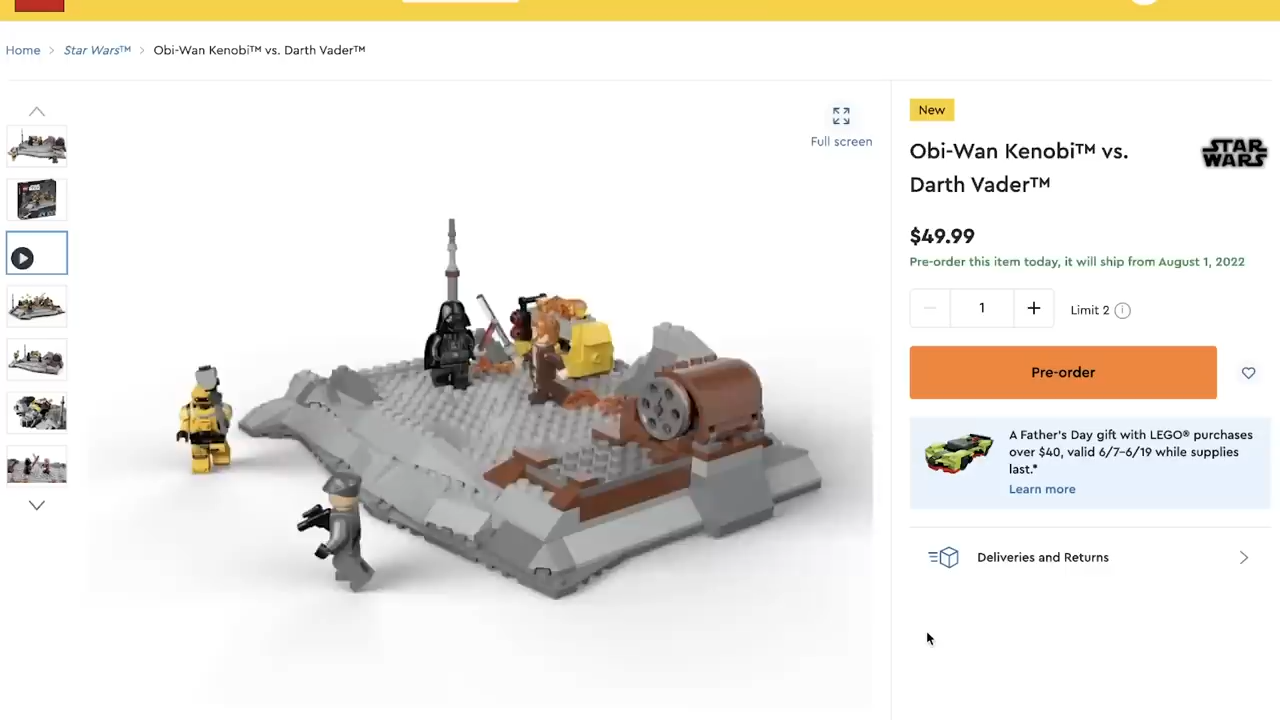 Home > Star Wars™ > Obi-Wan Kenobi™ vs. Darth Vader™
Full screen
New
Obi-Wan Kenobi™ vs.
Darth Vader™
STAR
WARS
$49.99
Pre-order this item today, it will ship from August 1, 2022
1
Limit 2
Pre-order
A Father's Day gift with LEGO® purchases
over $40, valid 6/7-6/19 while supplies
last.*
Learn more
Deliveries and Returns